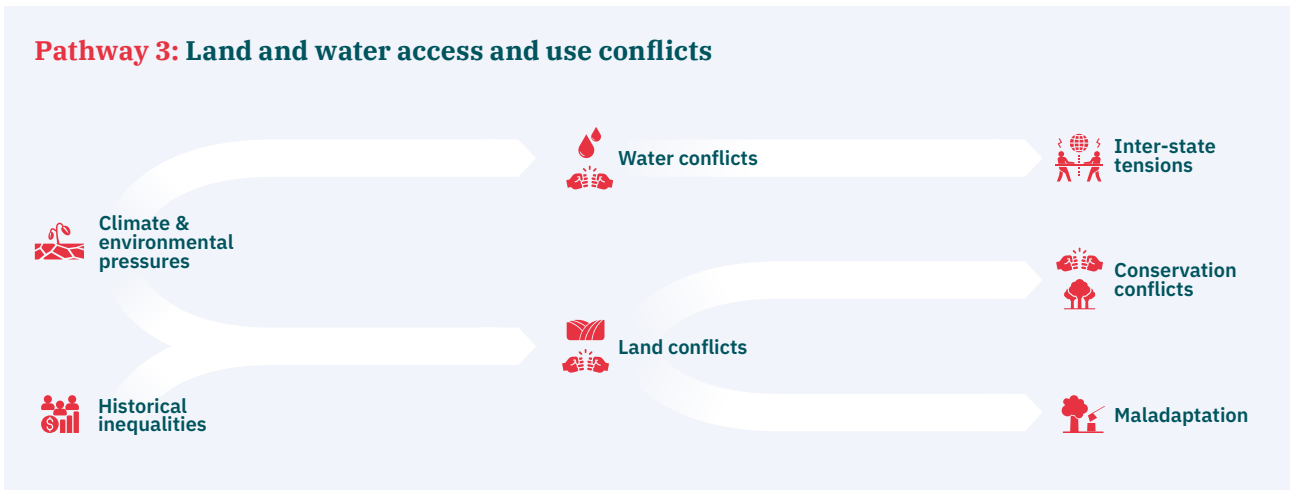 Pathway 3: Land and water access and use conflicts
Climate &
environmental
pressures
Historical
inequalities
Water conflicts
Land conflicts
Inter-state
tensions
Conservation
conflicts
Maladaptation